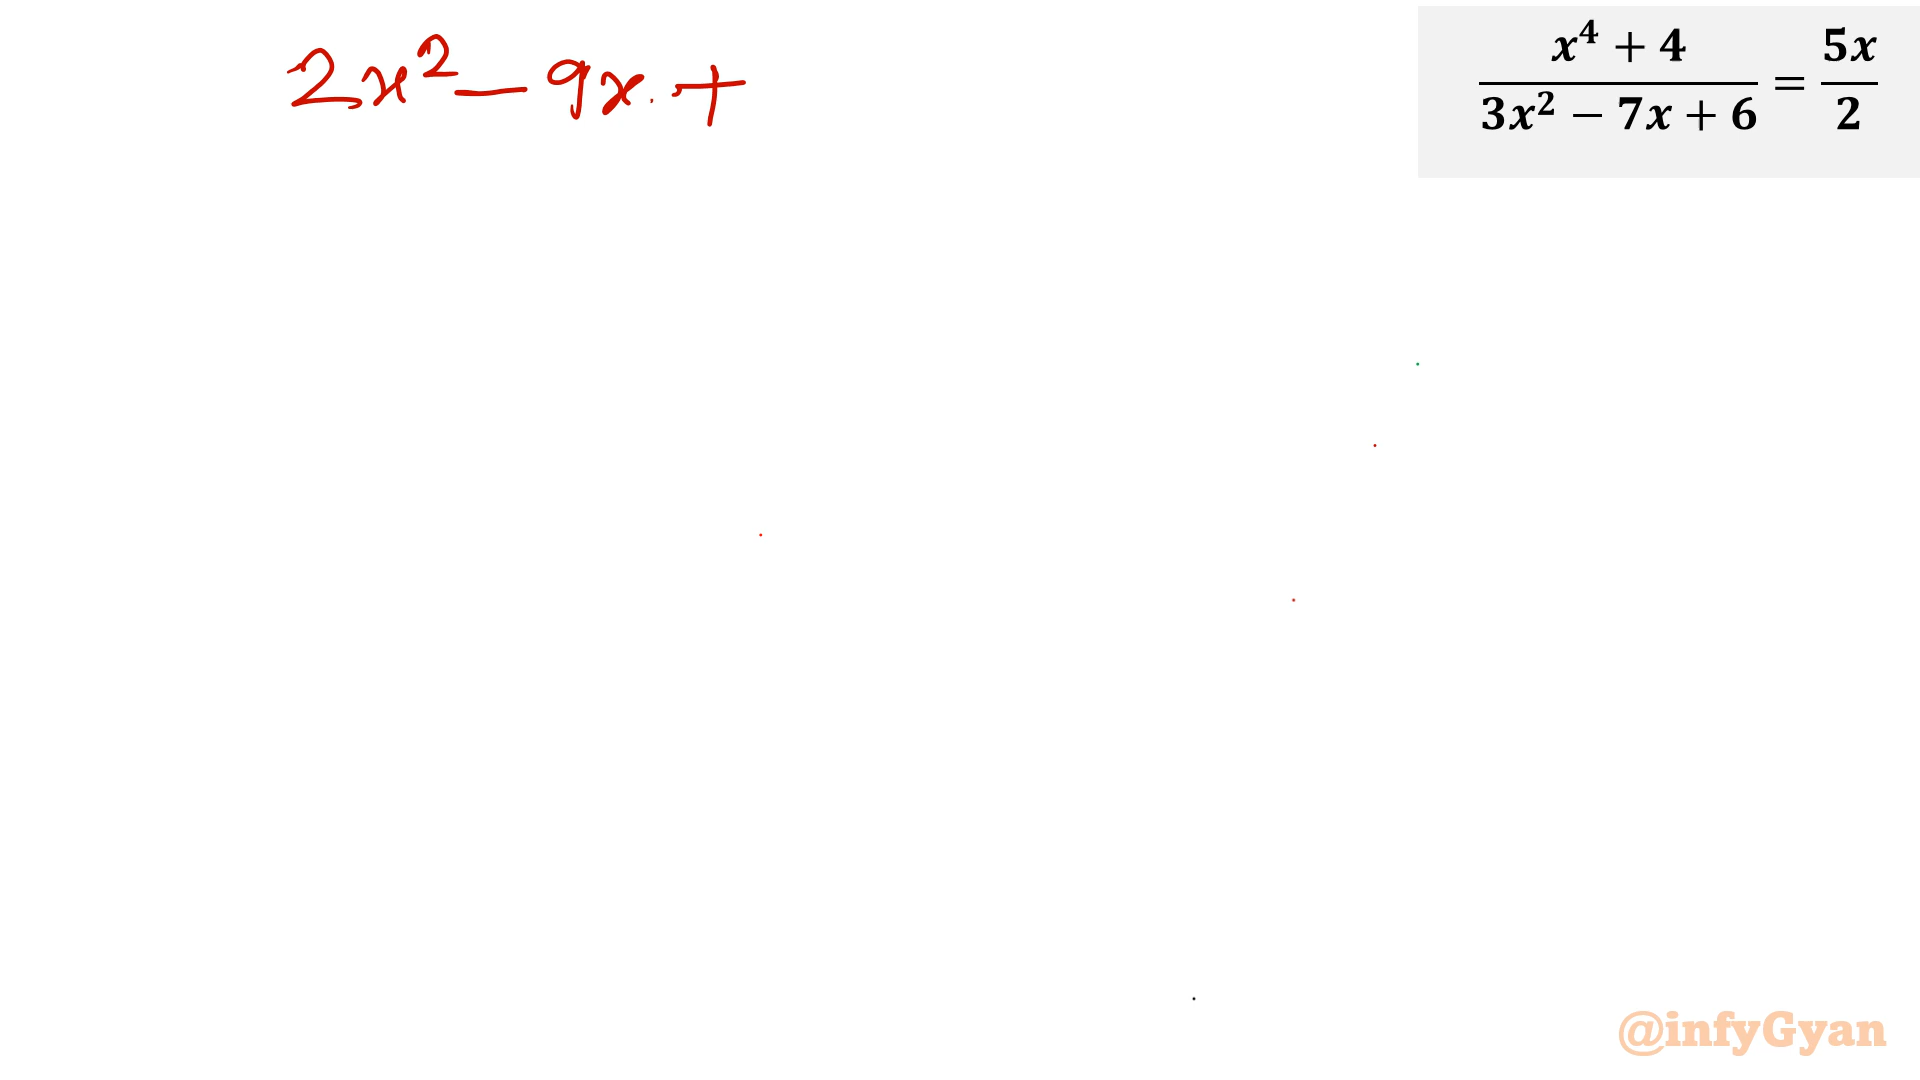 2x² − 9x +
x⁴ + 4 / 3x² − 7x + 6 = 5x / 2
@infyGyan